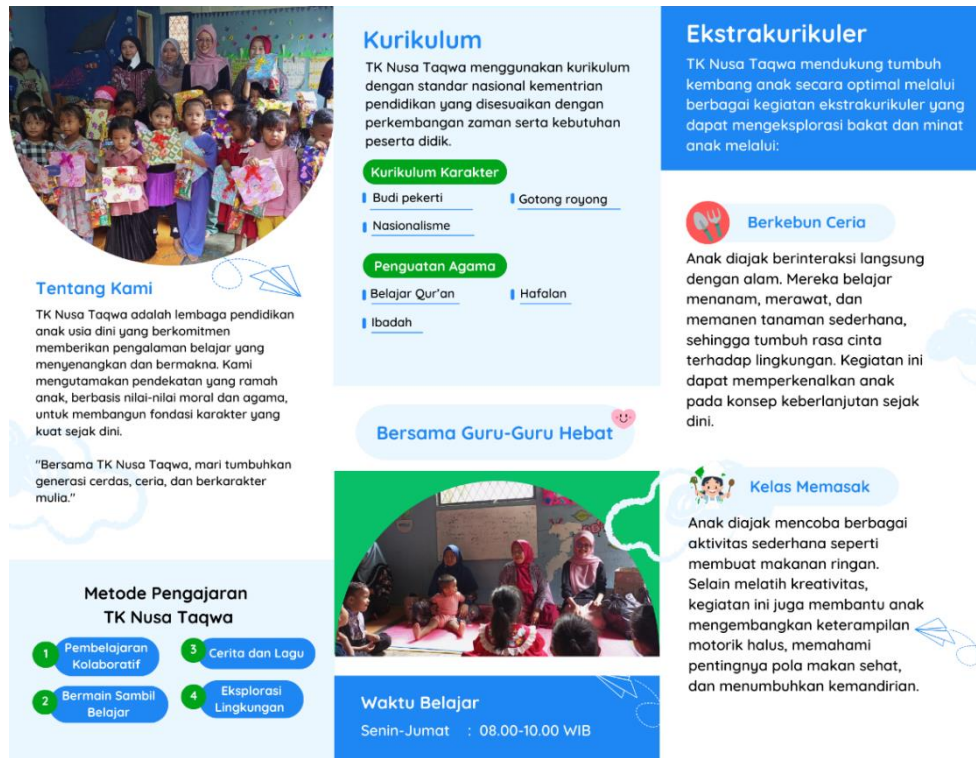 Tentang Kami
TK Nusa Taqwa adalah lembaga pendidikan
anak usia dini yang berkomitmen
memberikan pengalaman belajar yang
menyenangkan dan bermakna. Kami
mengutamakan pendekatan yang ramah
anak, berbasis nilai-nilai moral dan agama,
untuk membangun fondasi karakter yang
kuat sejak dini.
"Bersama TK Nusa Taqwa, mari tumbuhkan
generasi cerdas, ceria, dan berkarakter
mulia."
Metode Pengajaran
TK Nusa Taqwa
1 Pembelajaran
Kolaboratif
2 Bermain Sambil
Belajar
3 Cerita dan Lagu
4 Eksplorasi
Lingkungan
Kurikulum
TK Nusa Taqwa menggunakan kurikulum
dengan standar nasional kementrian
pendidikan yang disesuaikan dengan
perkembangan zaman serta kebutuhan
peserta didik.
Kurikulum Karakter
Budi pekerti
Gotong royong
Nasionalisme
Penguatan Agama
Belajar Qur'an
Hafalan
Ibadah
Bersama Guru-Guru Hebat
Waktu Belajar
Senin-Jumat : 08.00-10.00 WIB
Ekstrakurikuler
TK Nusa Taqwa mendukung tumbuh
kembang anak secara optimal melalui
berbagai kegiatan ekstrakurikuler yang
dapat mengeksplorasi bakat dan minat
anak melalui:
Berkebun Ceria
Anak diajak berinteraksi langsung
dengan alam. Mereka belajar
menanam, merawat, dan
memanen tanaman sederhana,
sehingga tumbuh rasa cinta
terhadap lingkungan. Kegiatan ini
dapat memperkenalkan anak
pada konsep keberlanjutan sejak
dini.
Kelas Memasak
Anak diajak mencoba berbagai
aktivitas sederhana seperti
membuat makanan ringan.
Selain melatih kreativitas,
kegiatan ini juga membantu anak
mengembangkan keterampilan
motorik halus, memahami
pentingnya pola makan sehat,
dan menumbuhkan kemandirian.